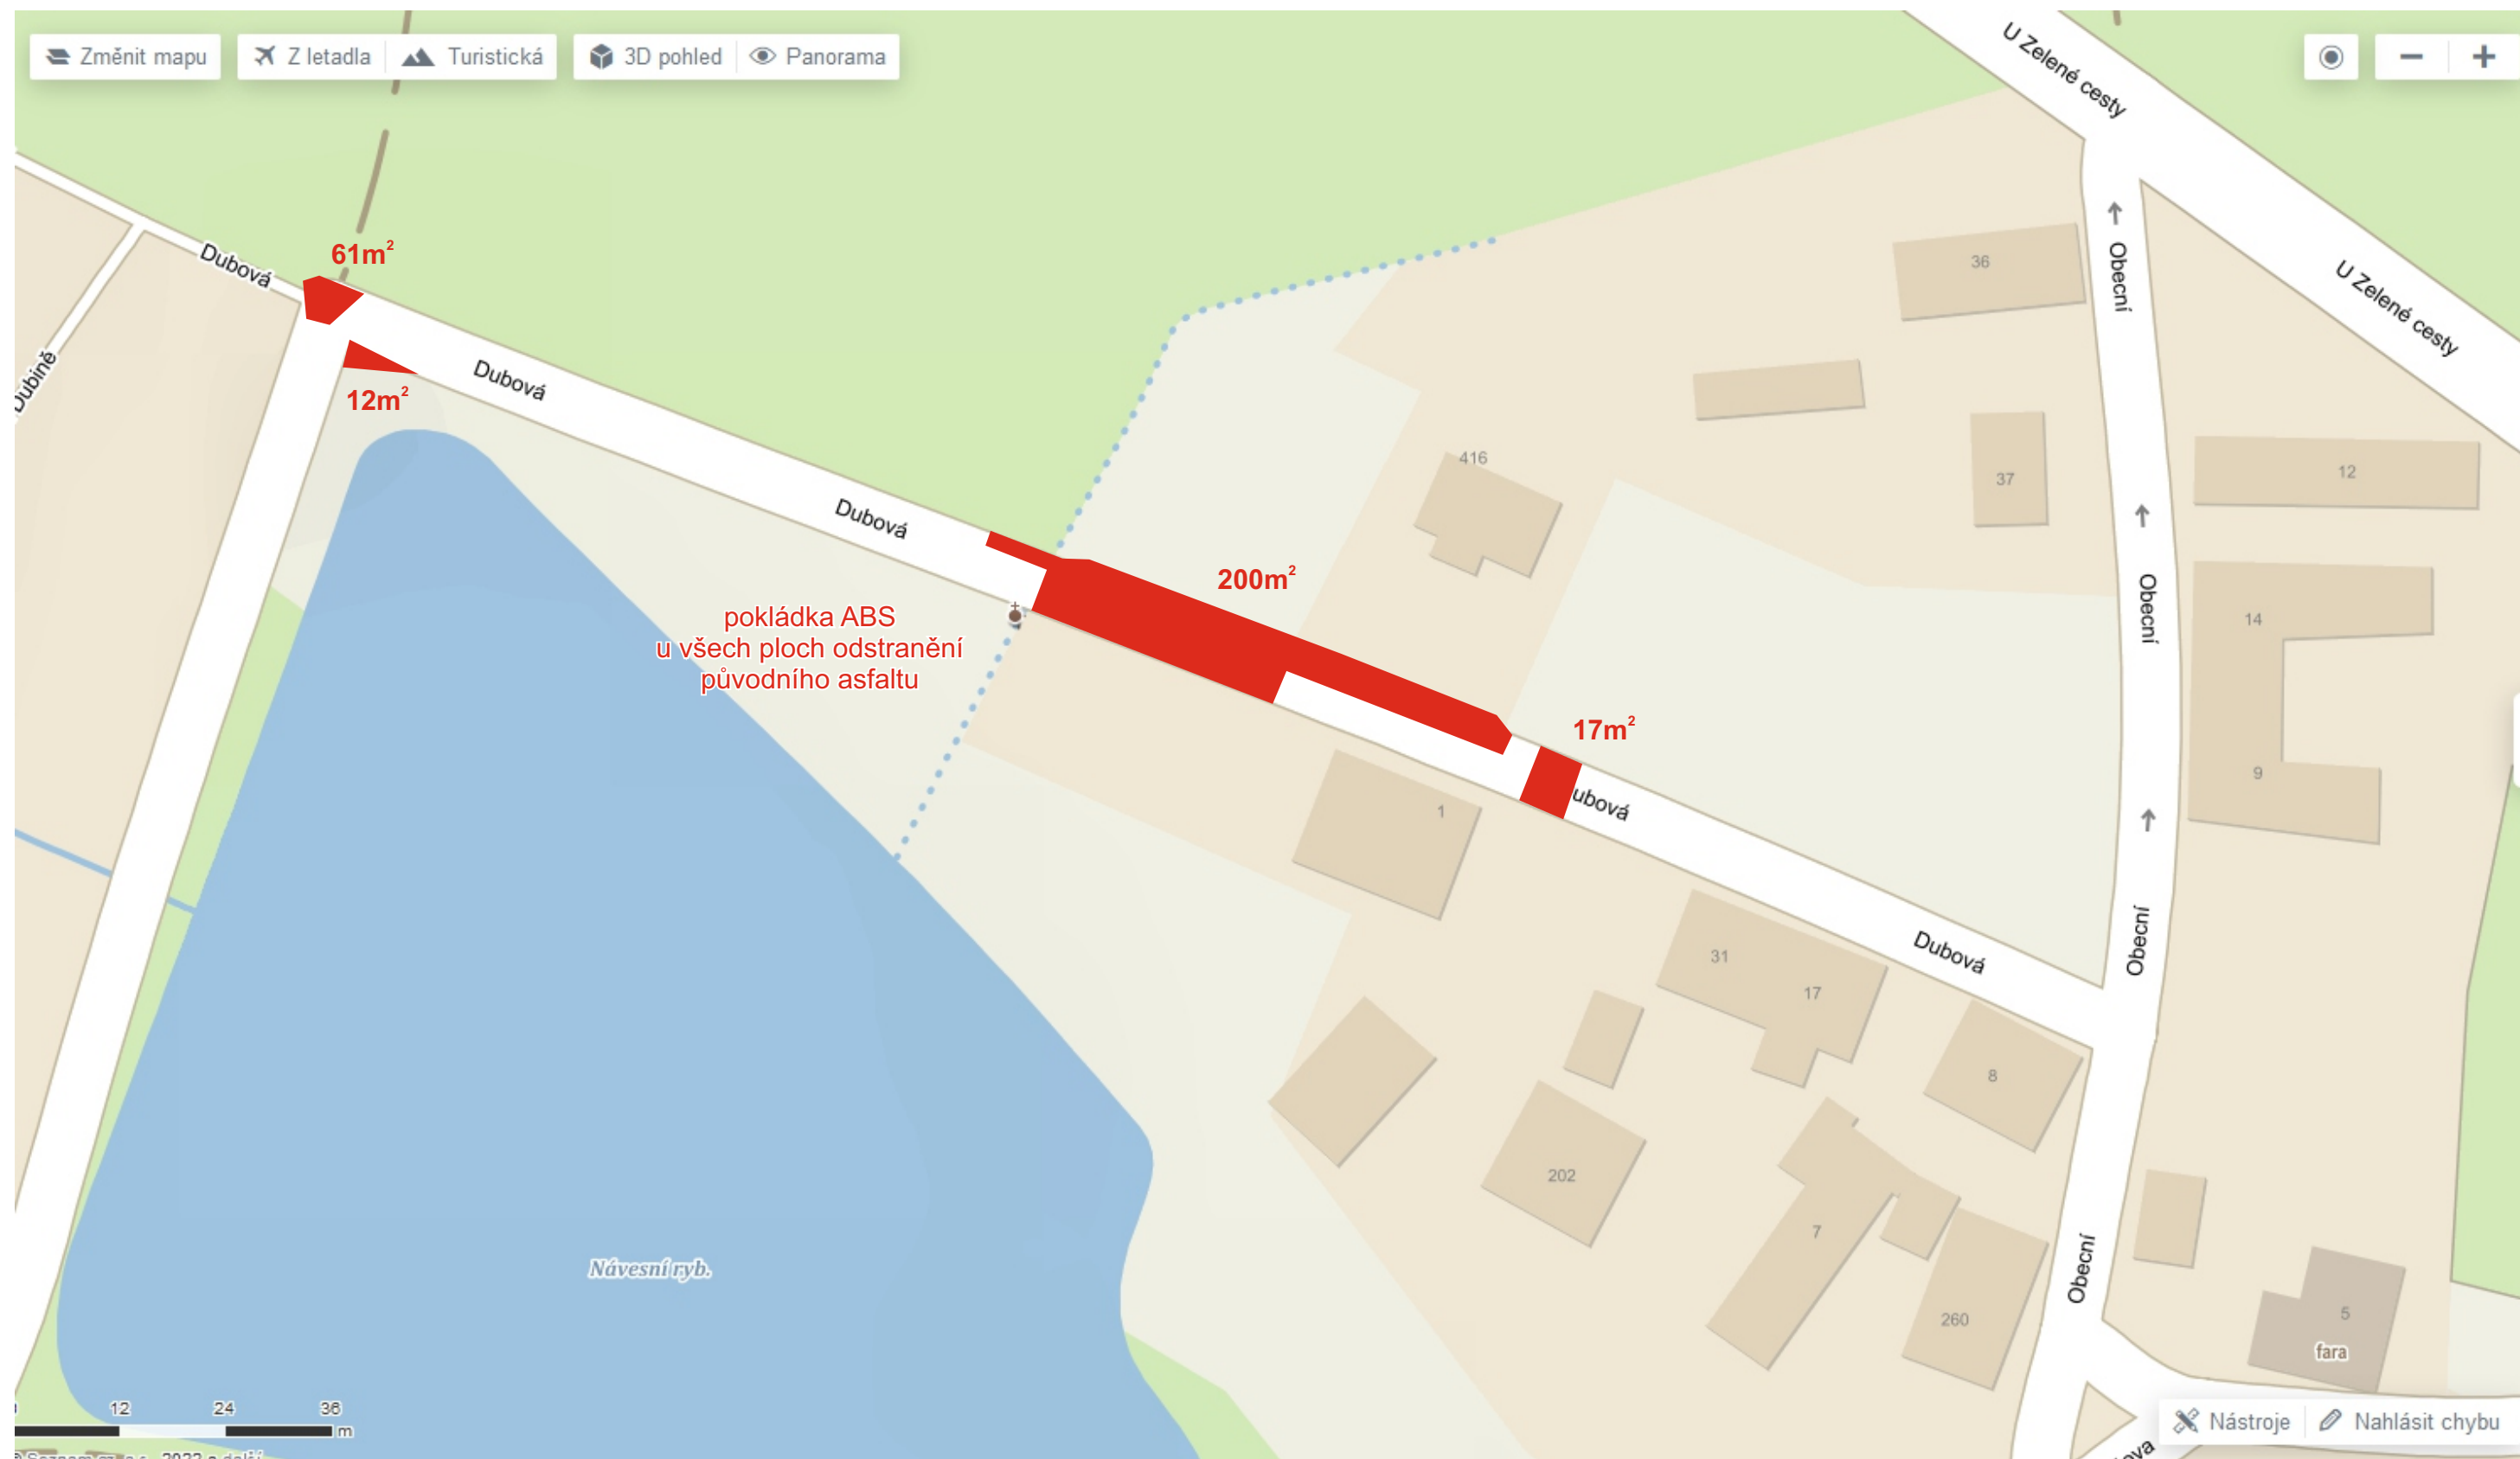 Změnit mapu
Z letadla
Turistická
3D pohled
Panorama
U Zelené cesty
Dubová
61m²
Obecní
36
U Zelené cesty
Dubině
Dubová
12m²
416
37
12
Dubová
200m²
Obecní
14
pokládka ABS
u všech ploch odstranění
původního asfaltu
17m²
9
ubová
1
Dubová
Obecní
31
17
8
202
7
Obecní
Návesní ryb.
260
5
fara
12
24
36
m
Nástroje
Nahlásit chybu
ova